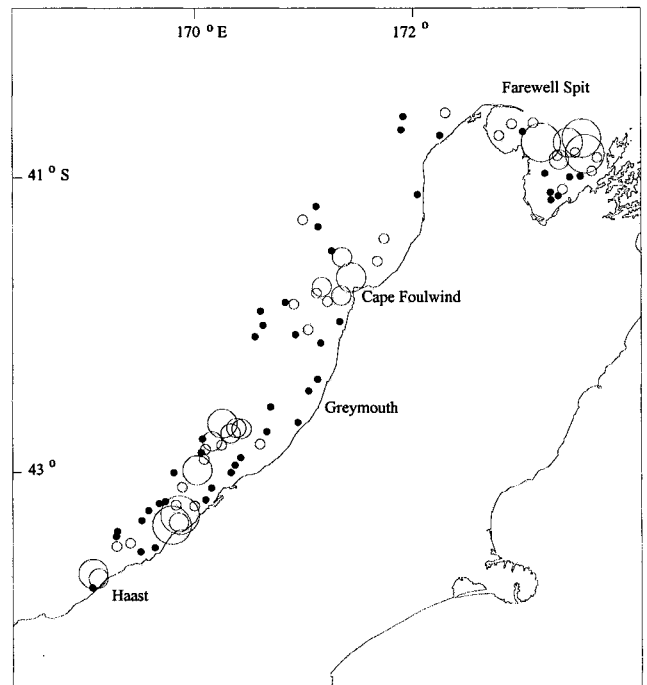 170 ° E
172 °
Farewell Spit
41 ° S
Cape Foulwind
Greymouth
43 °
Haast